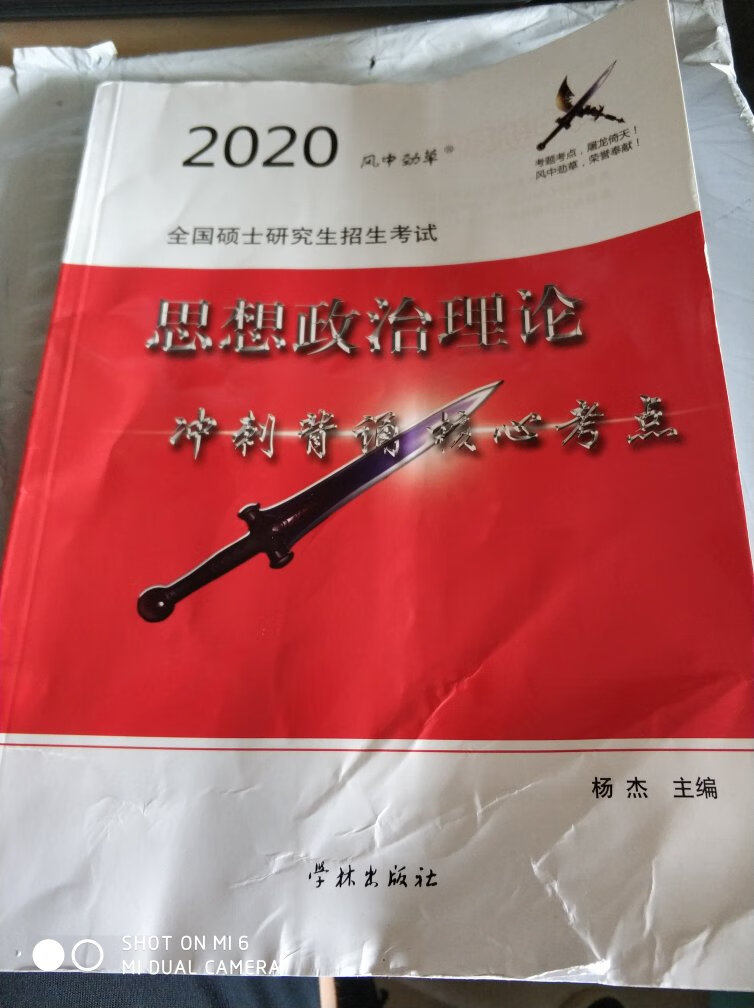 2020 风中劲草®
考题考点，屠龙倚天！
风中劲草，荣誉奉献！
全国硕士研究生招生考试
思想政治理论
冲刺背诵 核心考点
杨杰 主编
学林出版社
SHOT ON MI 6
MI DUAL CAMERA